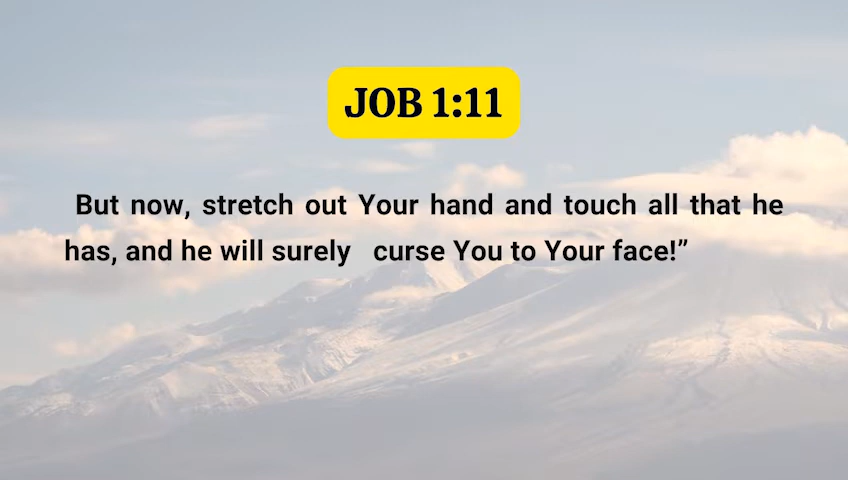 JOB 1:11
But now, stretch out Your hand and touch all that he
has, and he will surely curse You to Your face!”